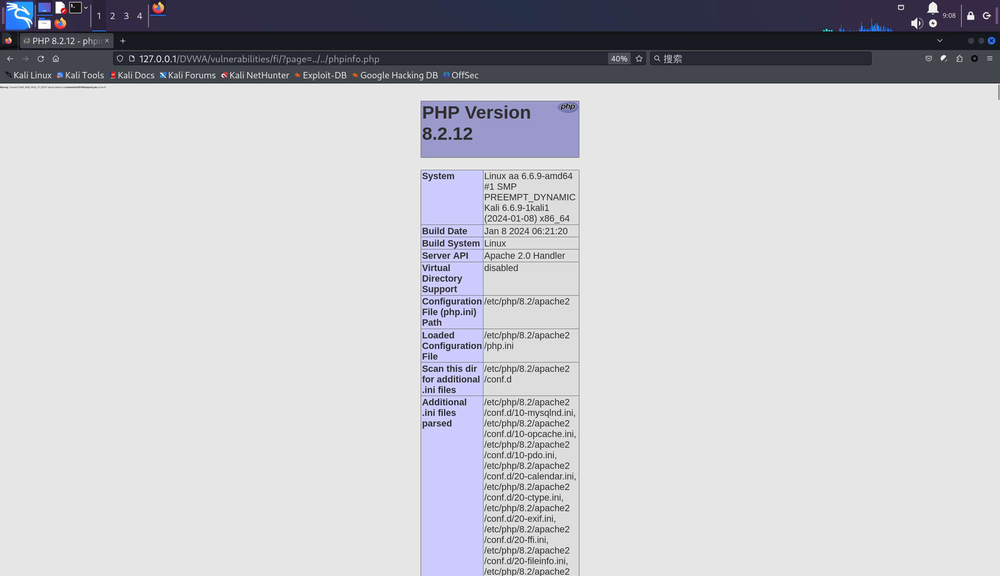 1 2 3 4
9:08
PHP 8.2.12 - phpin
127.0.0.1/DVWA/vulnerabilities/fi/?page=../../phpinfo.php
40%
搜索
Kali Linux Kali Tools Kali Docs Kali Forums Kali NetHunter Exploit-DB Google Hacking DB OffSec
Warning: Constant DVWA_WEB_PAGE_TO_ROOT already defined in /var/www/html/DVWA/phpinfo.php on line 3
PHP Version
8.2.12
php
System
Linux aa 6.6.9-amd64
#1 SMP
PREEMPT_DYNAMIC
Kali 6.6.9-1kali1
(2024-01-08) x86_64
Build Date
Jan 8 2024 06:21:20
Build System
Linux
Server API
Apache 2.0 Handler
Virtual
Directory
Support
disabled
Configuration
File (php.ini)
Path
/etc/php/8.2/apache2
Loaded
Configuration
File
/etc/php/8.2/apache2
/php.ini
Scan this dir
for additional
.ini files
/etc/php/8.2/apache2
/conf.d
Additional
.ini files
parsed
/etc/php/8.2/apache2
/conf.d/10-mysqlnd.ini,
/etc/php/8.2/apache2
/conf.d/10-opcache.ini,
/etc/php/8.2/apache2
/conf.d/10-pdo.ini,
/etc/php/8.2/apache2
/conf.d/20-calendar.ini,
/etc/php/8.2/apache2
/conf.d/20-ctype.ini,
/etc/php/8.2/apache2
/conf.d/20-exif.ini,
/etc/php/8.2/apache2
/conf.d/20-ffi.ini,
/etc/php/8.2/apache2
/conf.d/20-fileinfo.ini,
/etc/php/8.2/apache2